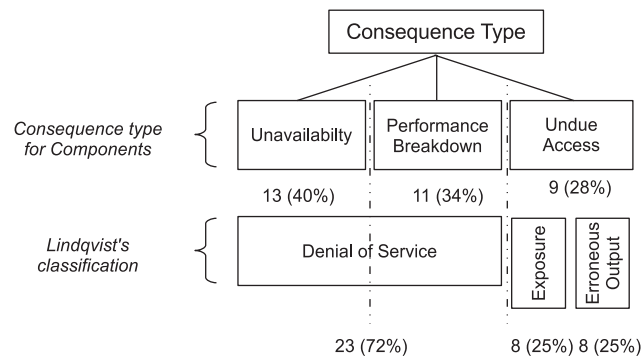 Consequence Type
Consequence type
for Components
Unavailabilty
Performance
Breakdown
Undue
Access
13 (40%)
11 (34%)
9 (28%)
Lindqvist's
classification
Denial of Service
Exposure
Erroneous
Output
23 (72%)
8 (25%)
8 (25%)